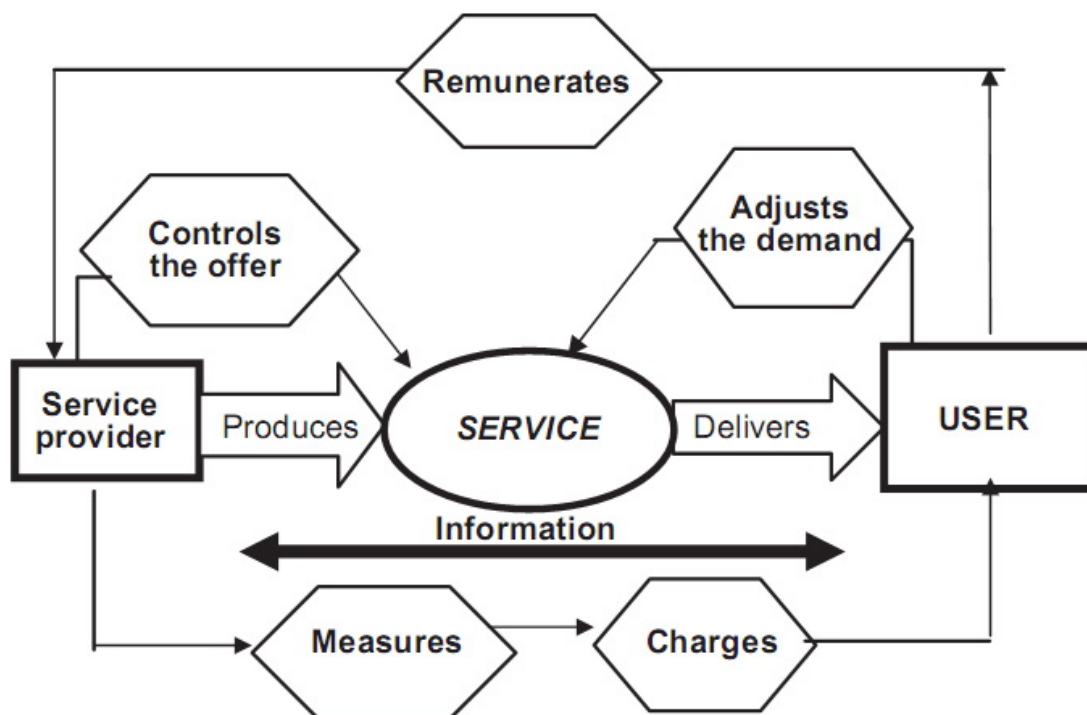 Remunerates
Controls
the offer
Adjusts
the demand
Service
provider
Produces
SERVICE
Delivers
USER
Information
Measures
Charges